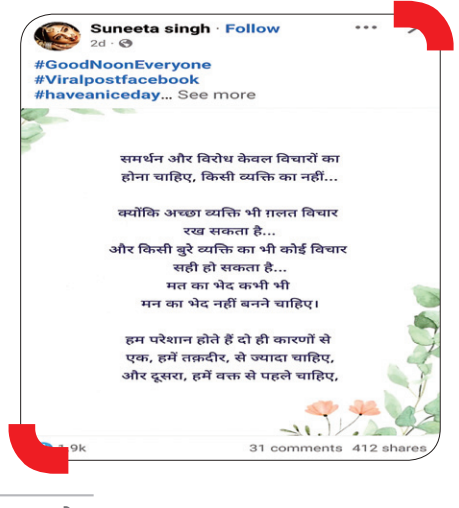 Suneeta singh · Follow
2d ·
#GoodNoonEveryone
#Viralpostfacebook
#haveaniceday... See more
समर्थन और विरोध केवल विचारों का
होना चाहिए, किसी व्यक्ति का नहीं...
क्योंकि अच्छा व्यक्ति भी ग़लत विचार
रख सकता है...
और किसी बुरे व्यक्ति का भी कोई विचार
सही हो सकता है...
मत का भेद कभी भी
मन का भेद नहीं बनने चाहिए।
हम परेशान होते हैं दो ही कारणों से
एक, हमें तक़दीर, से ज्यादा चाहिए,
और दूसरा, हमें वक्त से पहले चाहिए,
31 comments 412 shares